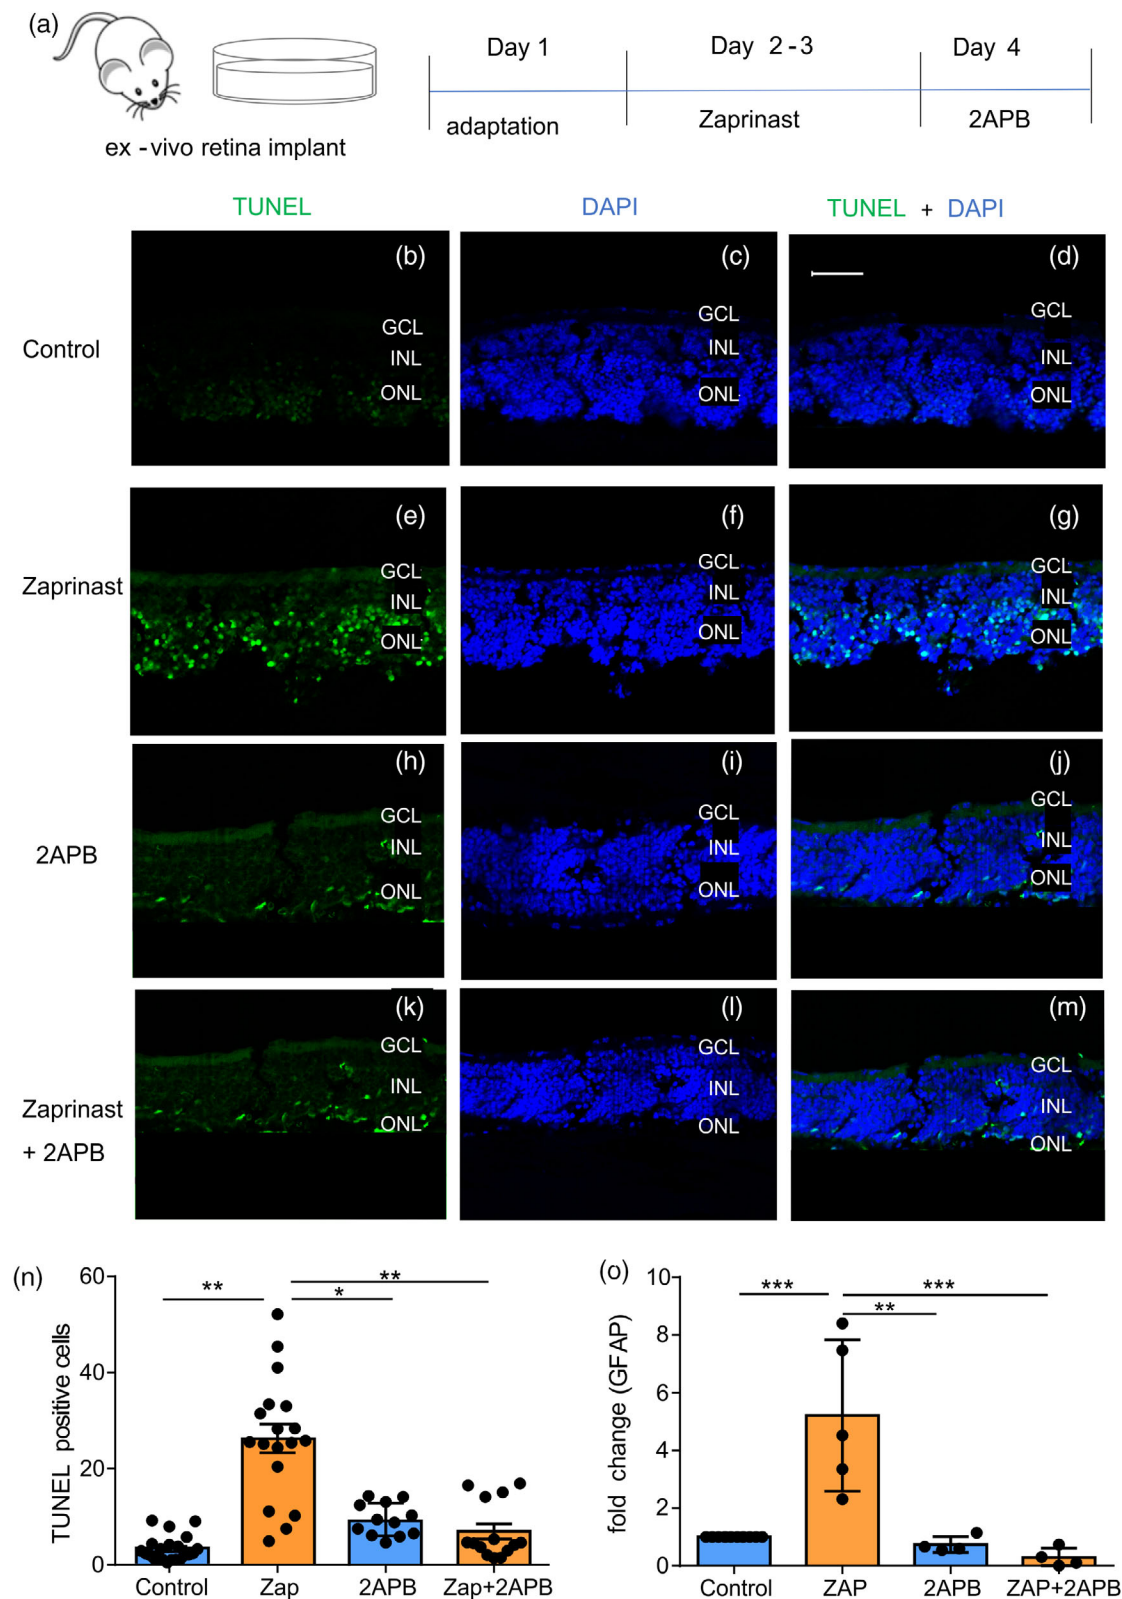 (a)
Day 1
Day 2 - 3
Day 4
adaptation
Zaprinast
2APB
ex - vivo retina implant
TUNEL
DAPI
TUNEL + DAPI
Control
(b)
GCL
INL
ONL
(c)
GCL
INL
ONL
(d)
GCL
INL
ONL
Zaprinast
(e)
GCL
INL
ONL
(f)
GCL
INL
ONL
(g)
GCL
INL
ONL
2APB
(h)
GCL
INL
ONL
(i)
GCL
INL
ONL
(j)
GCL
INL
ONL
Zaprinast
+ 2APB
(k)
GCL
INL
ONL
(l)
GCL
INL
ONL
(m)
GCL
INL
ONL
(n)
TUNEL positive cells
60
40
20
0
**
*
**
Control
Zap
2APB
Zap+2APB
(o)
fold change (GFAP)
10
8
6
4
2
0
***
**
***
Control
ZAP
2APB
ZAP+2APB